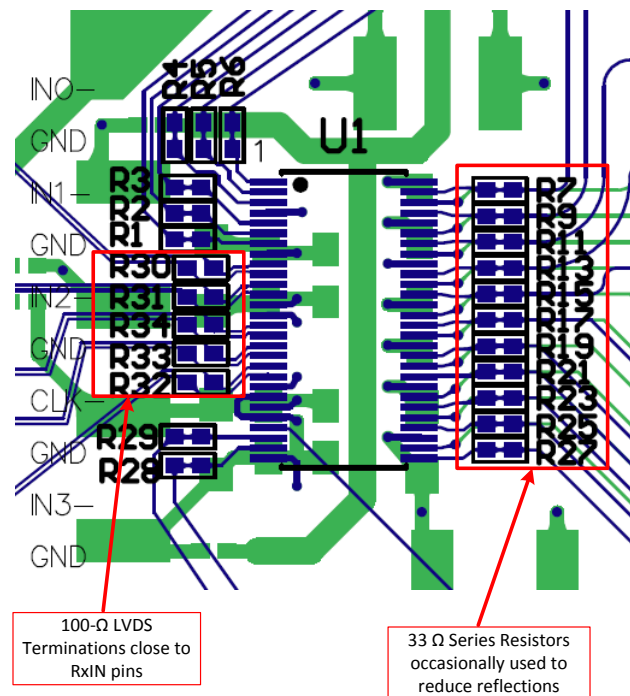 R4
R5
R6
IN0-
GND
U1
1
IN1-
R3
R2
R1
GND
R30
IN2-
R31
R34
GND
R33
R32
CLK-
R29
GND
R28
IN3-
GND
R7
R9
R11
R13
R15
R17
R19
R21
R23
R25
R27
100-Ω LVDS
Terminations close to
RxIN pins
33 Ω Series Resistors
occasionally used to
reduce reflections